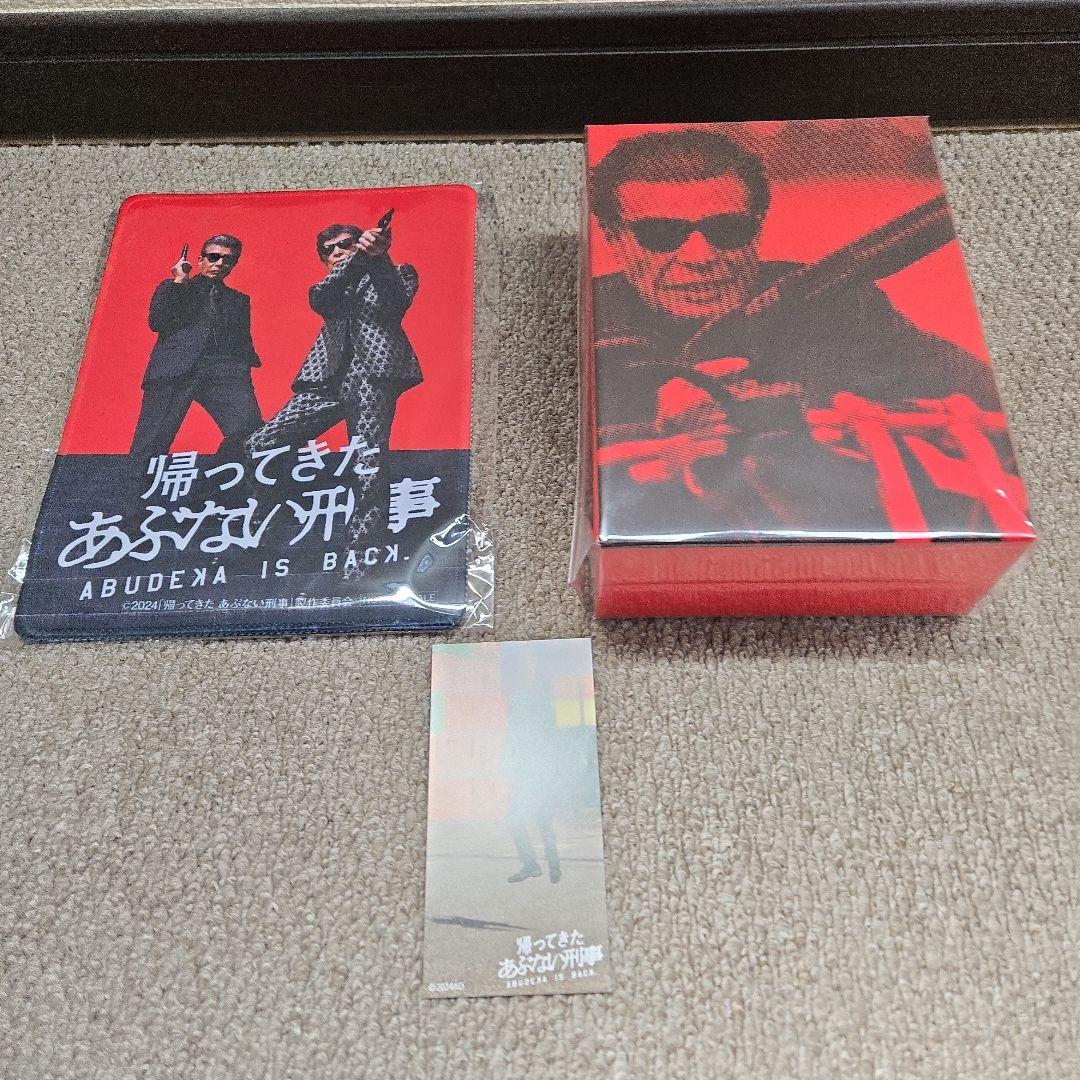 帰ってきた
あぶない刑事
ABUDEKA IS BACK.
©2024「帰ってきた あぶない刑事」製作委員会
帰ってきた
あぶない刑事
ABUDEKA IS BACK.
©2024AD